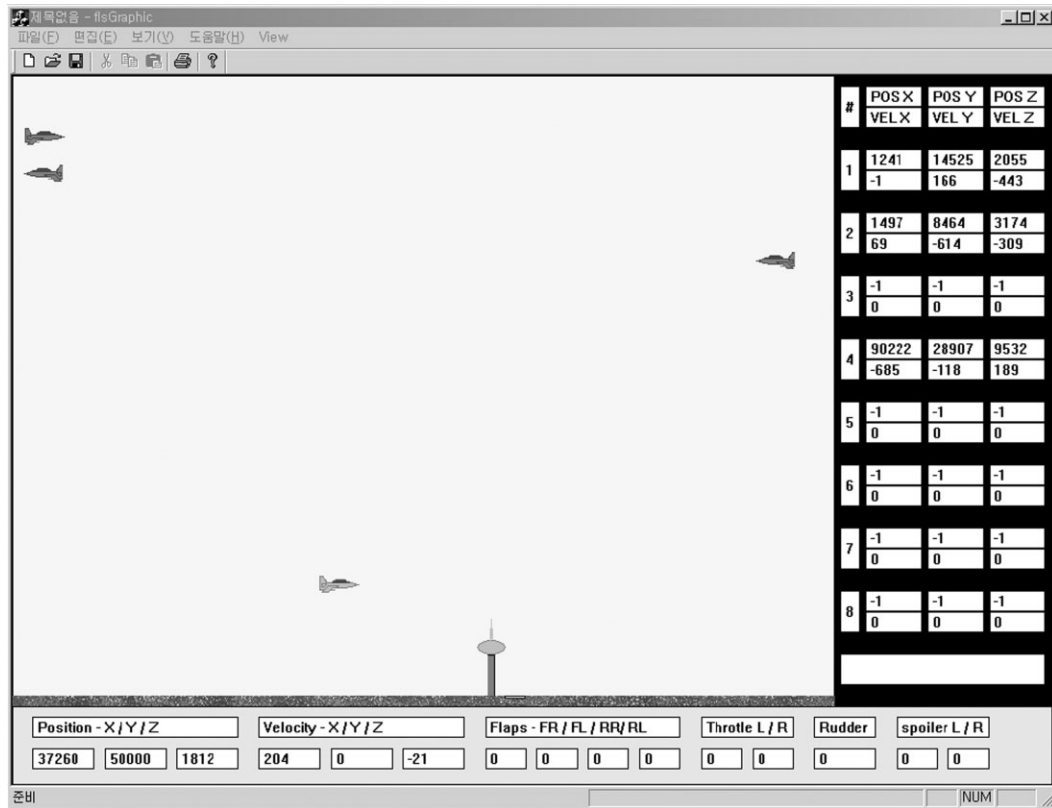 제목없음 - flsGraphic
파일(F) 편집(E) 보기(V) 도움말(H) View
# POS X POS Y POS Z
VEL X VEL Y VEL Z
1 1241 14525 2055
-1 166 -443
2 1497 8464 3174
69 -614 -309
3 -1 -1 -1
0 0 0
4 90222 28907 9532
-685 -118 189
5 -1 -1 -1
0 0 0
6 -1 -1 -1
0 0 0
7 -1 -1 -1
0 0 0
8 -1 -1 -1
0 0 0
Position - X / Y / Z Velocity - X / Y / Z Flaps - FR / FL / RR/ RL Throtle L / R Rudder spoiler L / R
37260 50000 1812 204 0 -21 0 0 0 0 0 0 0 0 0
준비 NUM